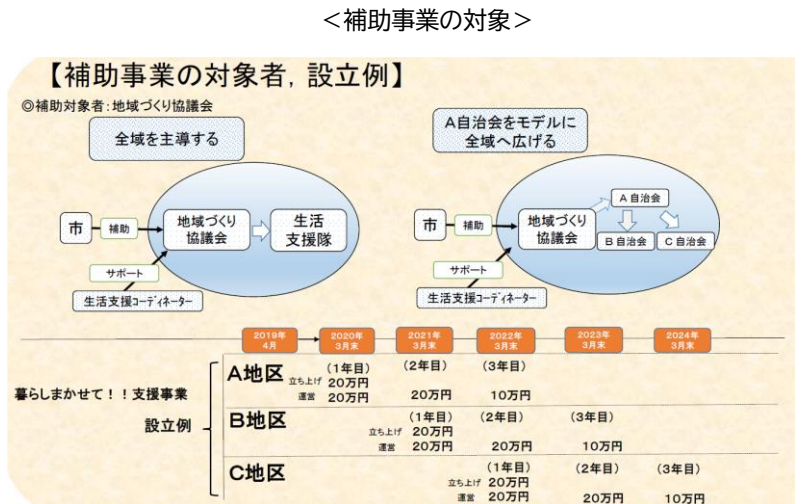 <補助事業の対象>
【補助事業の対象者，設立例】
◎補助対象者：地域づくり協議会
全域を主導する
市
補助
地域づくり
協議会
生活
支援隊
サポート
生活支援コーディネーター
A自治会をモデルに
全域へ広げる
市
補助
地域づくり
協議会
A自治会
B自治会
C自治会
サポート
生活支援コーディネーター
2019年
4月
2020年
3月末
2021年
3月末
2022年
3月末
2023年
3月末
2024年
3月末
暮らしまかせて！！支援事業
設立例
A地区 (1年目) (2年目) (3年目)
立ち上げ 20万円
運営 20万円 20万円 10万円
B地区 (1年目) (2年目) (3年目)
立ち上げ 20万円
運営 20万円 20万円 10万円
C地区 (1年目) (2年目) (3年目)
立ち上げ 20万円
運営 20万円 20万円 10万円